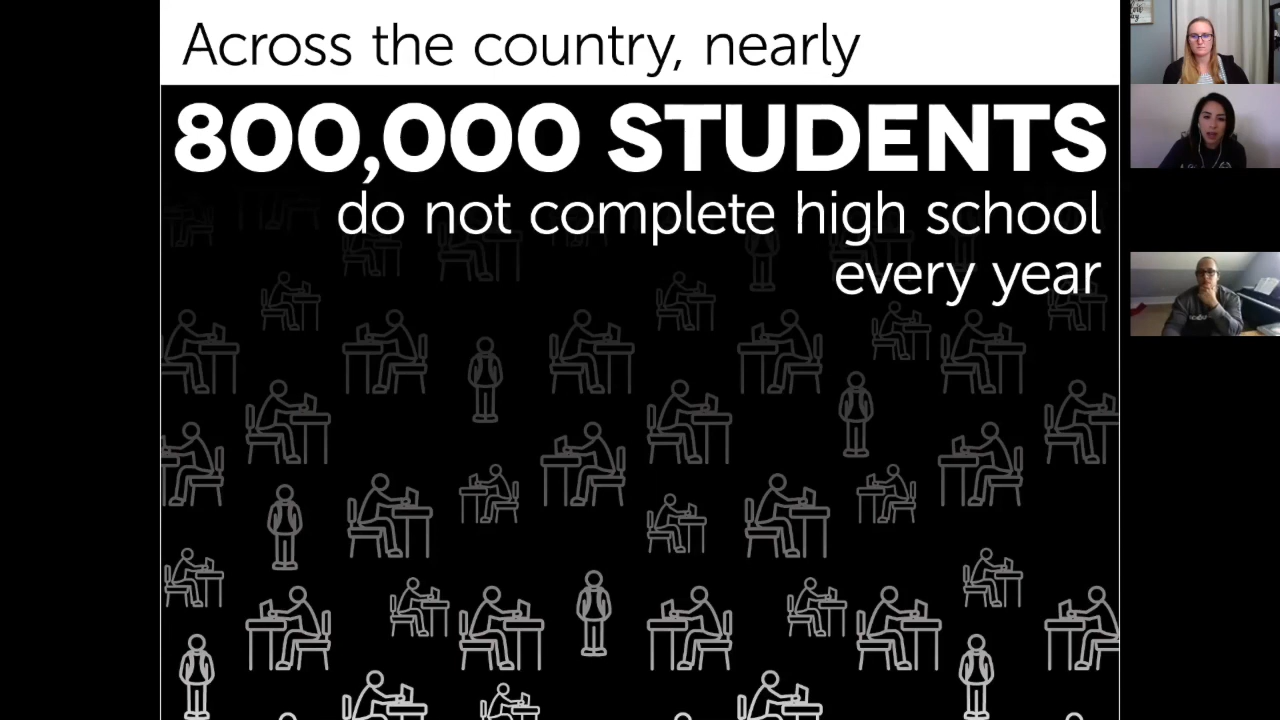 Across the country, nearly
800,000 STUDENTS
do not complete high school
every year